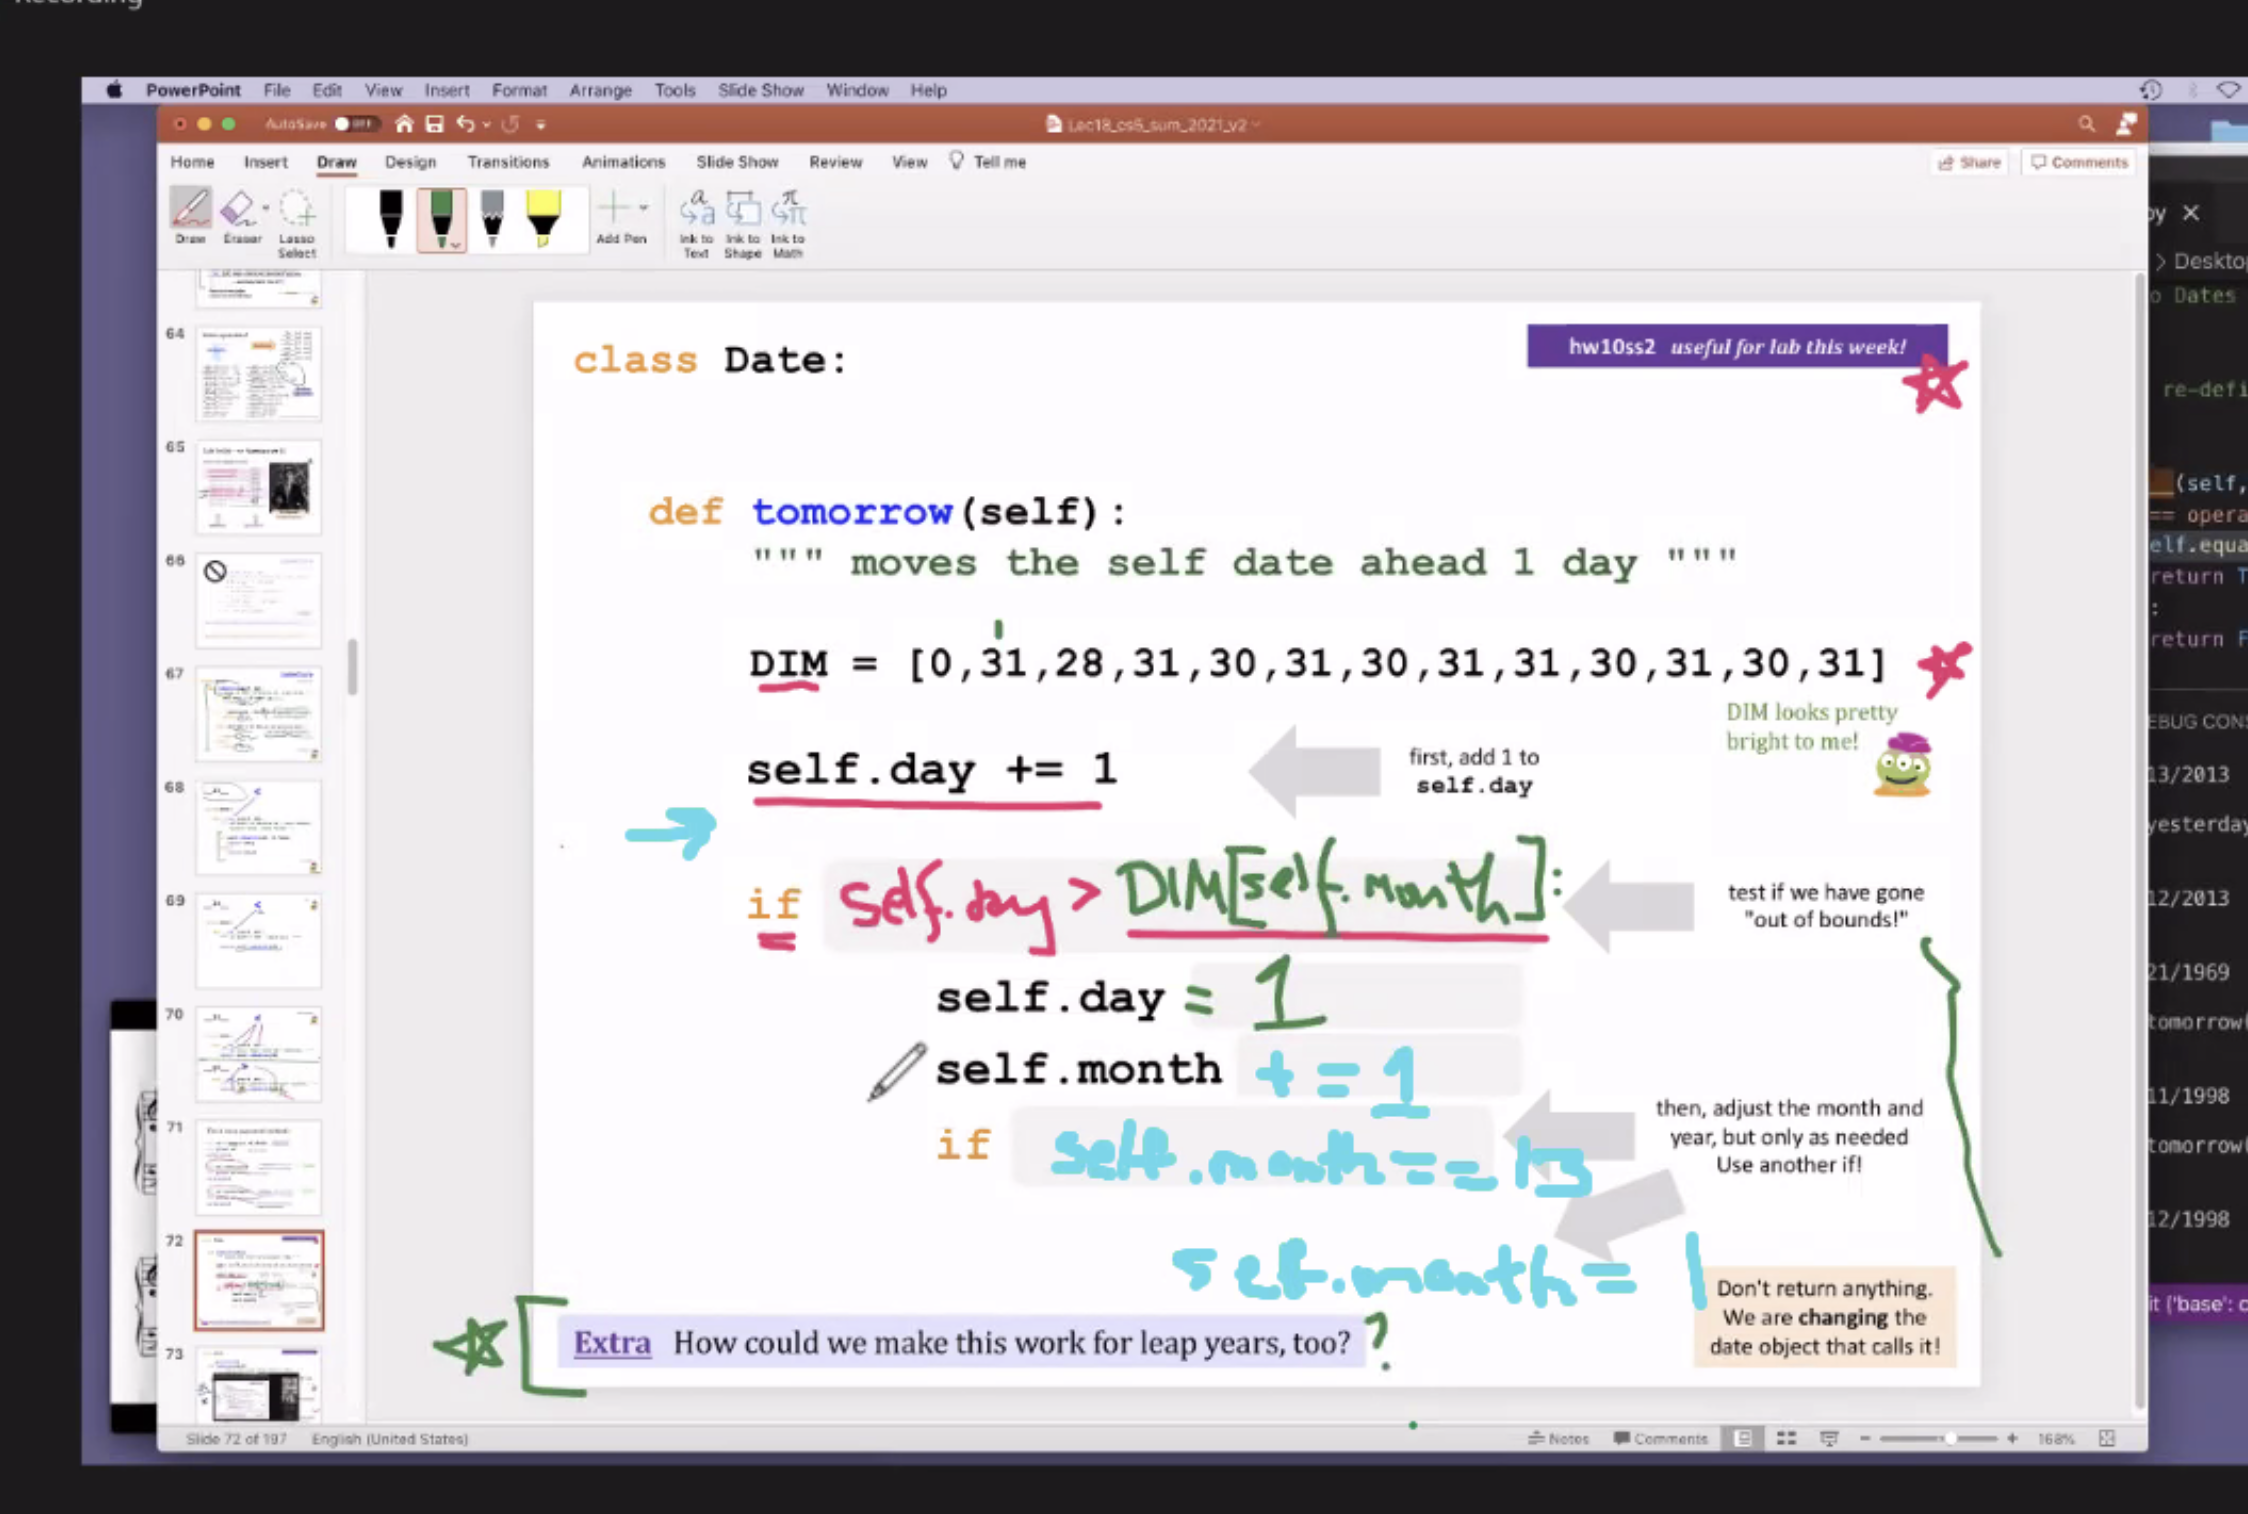 PowerPoint File Edit View Insert Format Arrange Tools Slide Show Window Help
AutoSave OFF
Lec18_cs5_sum_2021_v2
Home Insert Draw Design Transitions Animations Slide Show Review View Tell me
Share Comments
Draw Eraser Lasso Select
Add Pen
Ink to Text Ink to Shape Ink to Math
64
65
66
67
68
69
70
71
72
73
class Date:
hw10ss2 useful for lab this week!
def tomorrow(self):
""" moves the self date ahead 1 day """
DIM = [0,31,28,31,30,31,30,31,31,30,31,30,31]
DIM looks pretty
bright to me!
self.day += 1
first, add 1 to
self.day
if self.day > DIM[self.month]:
test if we have gone
"out of bounds!"
self.day = 1
self.month += 1
if self.month == 13
then, adjust the month and
year, but only as needed
Use another if!
self.month = 1
Don't return anything.
We are changing the
date object that calls it!
Extra How could we make this work for leap years, too? ?
Slide 72 of 197 English (United States)
Notes Comments 168%
> Desktop
Dates
re-defi
(self,
== opera
elf.equa
return T
:
return F
EBUG CONS
13/2013
yesterday
12/2013
21/1969
tomorrow(
11/1998
tomorrow(
12/1998
it ('base': c